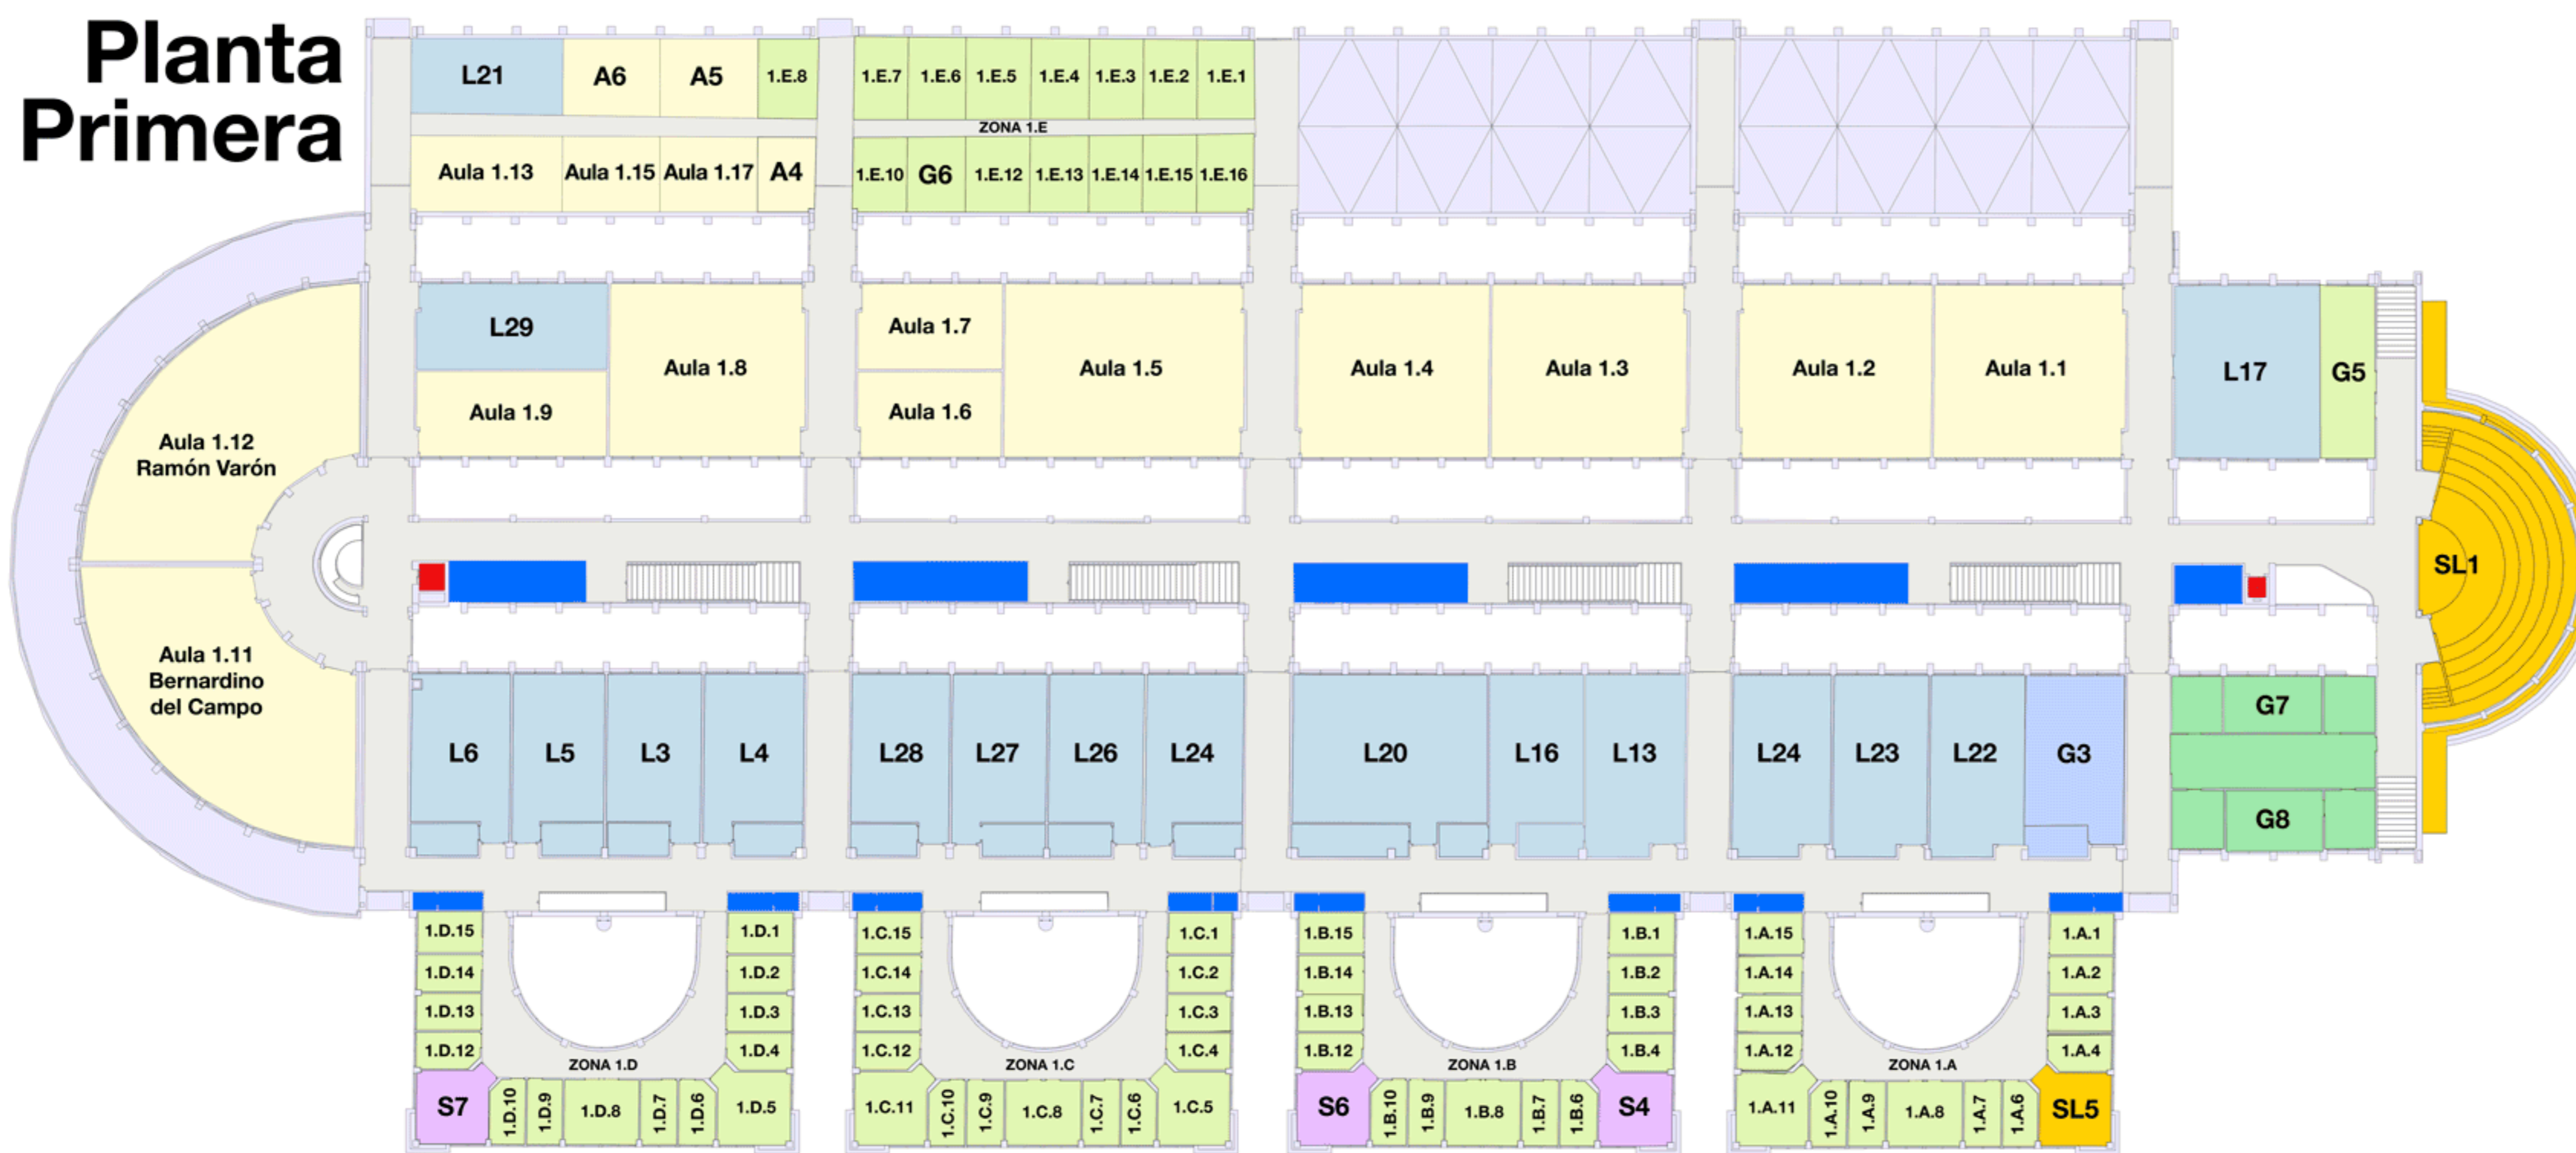 Planta
Primera
L21
A6
A5
1.E.8
1.E.7
1.E.6
1.E.5
1.E.4
1.E.3
1.E.2
1.E.1
ZONA 1.E
Aula 1.13
Aula 1.15
Aula 1.17
A4
1.E.10
G6
1.E.12
1.E.13
1.E.14
1.E.15
1.E.16
L29
Aula 1.9
Aula 1.8
Aula 1.7
Aula 1.6
Aula 1.5
Aula 1.4
Aula 1.3
Aula 1.2
Aula 1.1
L17
G5
Aula 1.12
Ramón Varón
SL1
Aula 1.11
Bernardino
del Campo
L6
L5
L3
L4
L28
L27
L26
L24
L20
L16
L13
L24
L23
L22
G3
G7
G8
1.D.15
1.D.14
1.D.13
1.D.12
S7
1.D.10
1.D.9
1.D.8
1.D.7
1.D.6
1.D.5
1.D.4
1.D.3
1.D.2
1.D.1
ZONA 1.D
1.C.15
1.C.14
1.C.13
1.C.12
1.C.11
1.C.10
1.C.9
1.C.8
1.C.7
1.C.6
1.C.5
1.C.4
1.C.3
1.C.2
1.C.1
ZONA 1.C
1.B.15
1.B.14
1.B.13
1.B.12
S6
1.B.10
1.B.9
1.B.8
1.B.7
1.B.6
S4
1.B.4
1.B.3
1.B.2
1.B.1
ZONA 1.B
1.A.15
1.A.14
1.A.13
1.A.12
1.A.11
1.A.10
1.A.9
1.A.8
1.A.7
1.A.6
SL5
1.A.4
1.A.3
1.A.2
1.A.1
ZONA 1.A